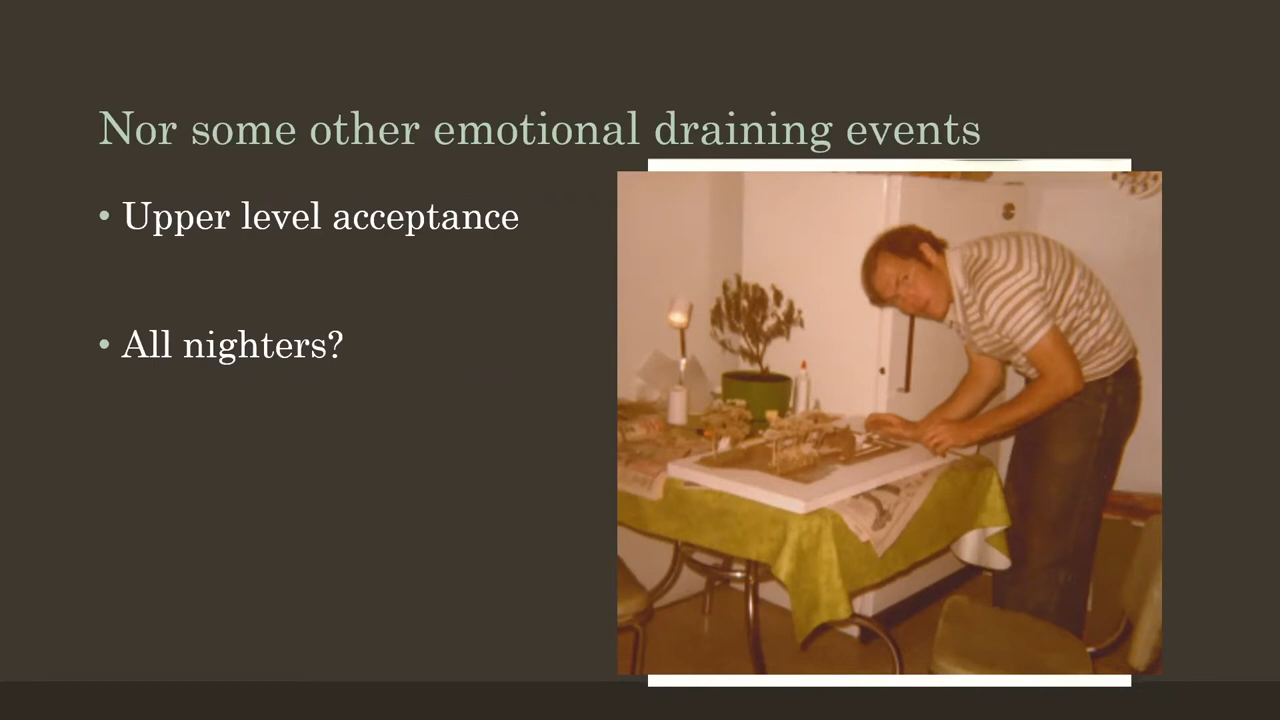 Nor some other emotional draining events
• Upper level acceptance
• All nighters?